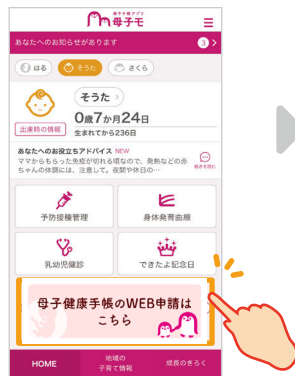 母子手帳アプリ
母子モ
あなたへのお知らせがあります 3
はる そうた さくら
そうた
0歳7か月24日
出産時の情報 生まれてから236日
あなたへのお役立ちアドバイス NEW
ママからもらった免疫が切れる頃なので、発熱などの赤
ちゃんの体調には、注意して。夜間や休日の…
続きを読む
予防接種管理 身体発育曲線
乳幼児健診 できたよ記念日
母子健康手帳のWEB申請は
こちら
HOME 地域の
子育て情報 成長のきろく